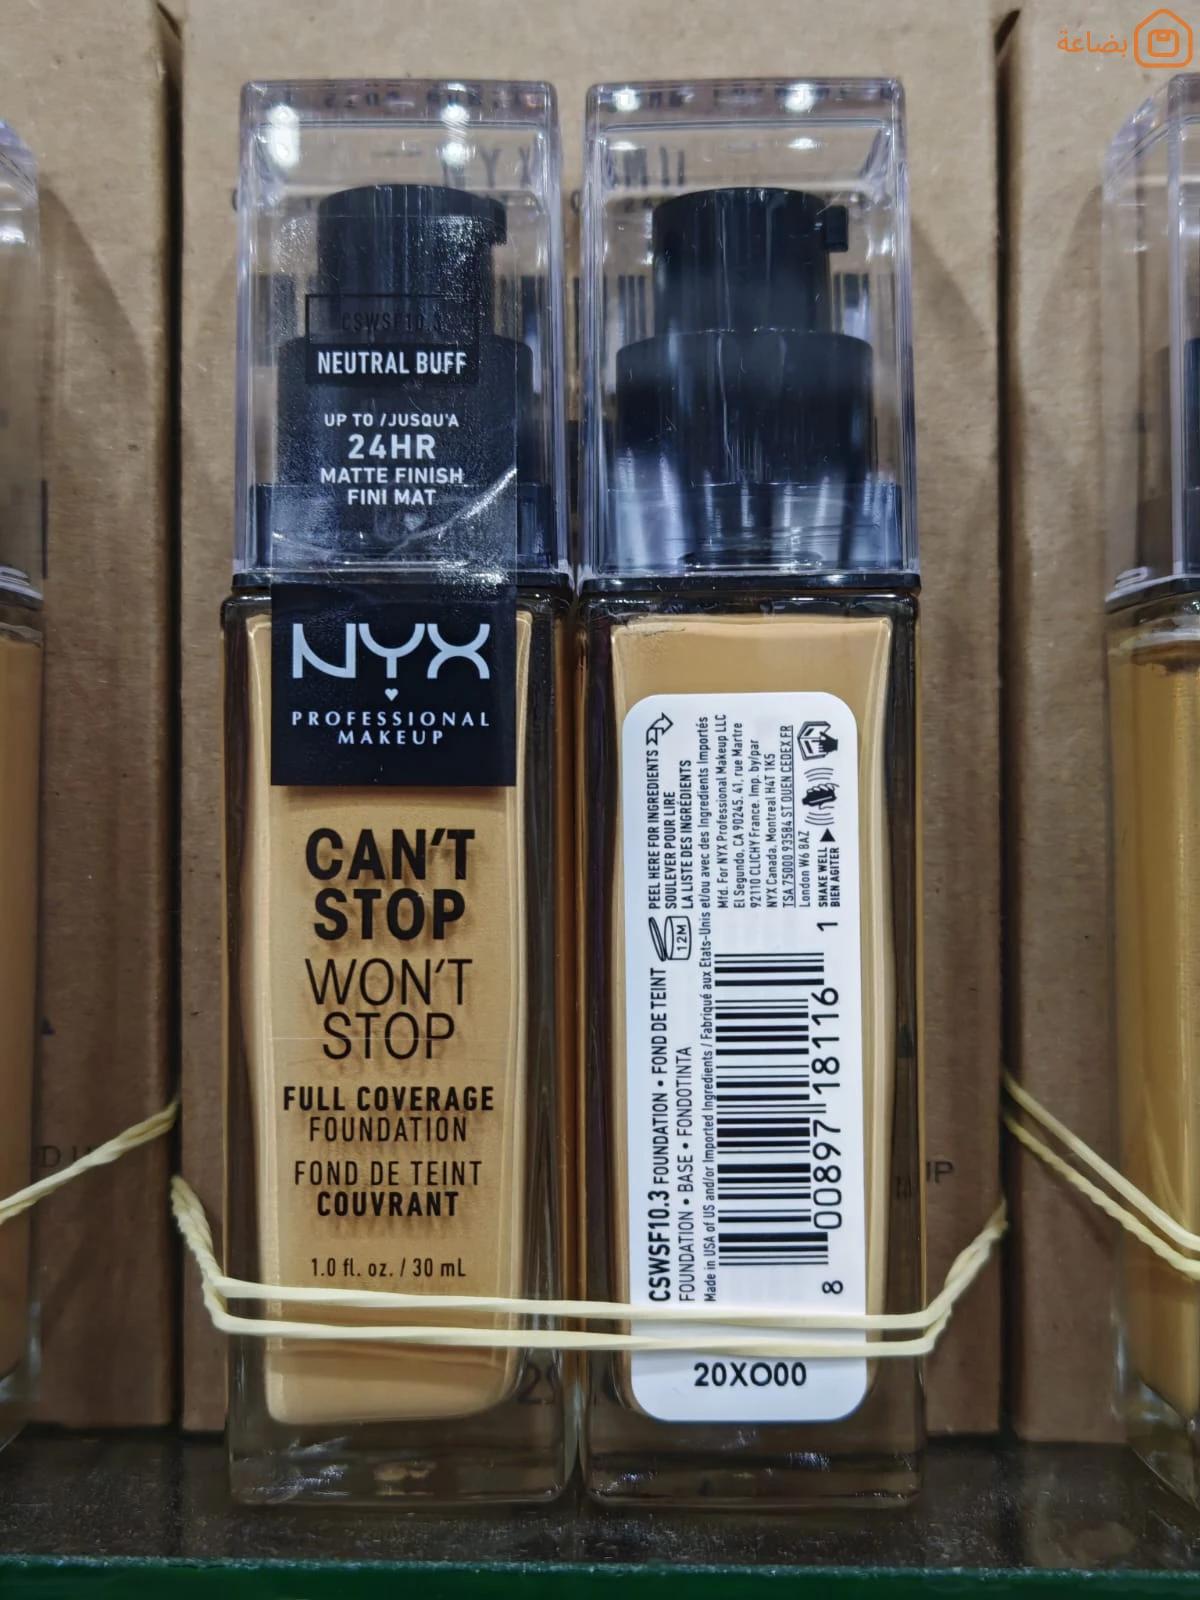 بضاعة
CSWSF10.3
NEUTRAL BUFF
UP TO / JUSQU'A
24HR
MATTE FINISH
FINI MAT
NYX
PROFESSIONAL
MAKEUP
CAN'T
STOP
WON'T
STOP
FULL COVERAGE
FOUNDATION
FOND DE TEINT
COUVRANT
1.0 fl. oz. / 30 mL
PEEL HERE FOR INGREDIENTS
SOULEVER POUR LIRE
LA LISTE DES INGRÉDIENTS
12M
CSWSF10.3 FOUNDATION • FOND DE TEINT
FOUNDATION • BASE • FONDOTINTA
Made in USA of US and/or Imported Ingredients / Fabriqué aux Etats-Unis et/ou avec des Ingredients Importés
Mfd. For NYX Professional Makeup LLC
El Segundo, CA 90245. 41, rue Martre
92110 CLICHY France. Imp. by/par
NYX Canada, Montreal H4T 1K5
TSA 75000 93584 ST OUEN CEDEX FR
London W6 8AZ
SHAKE WELL
BIEN AGITER
8 00897 18116 1
20XO00